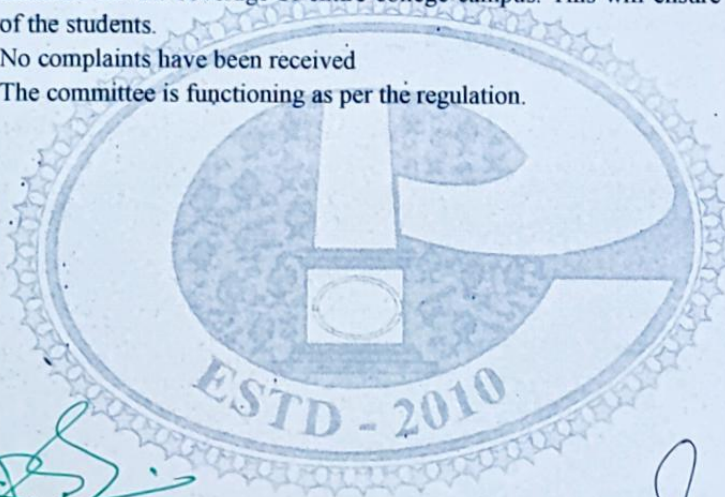 of the students.
No complaints have been received
The committee is functioning as per the regulation.
ESTD - 2010